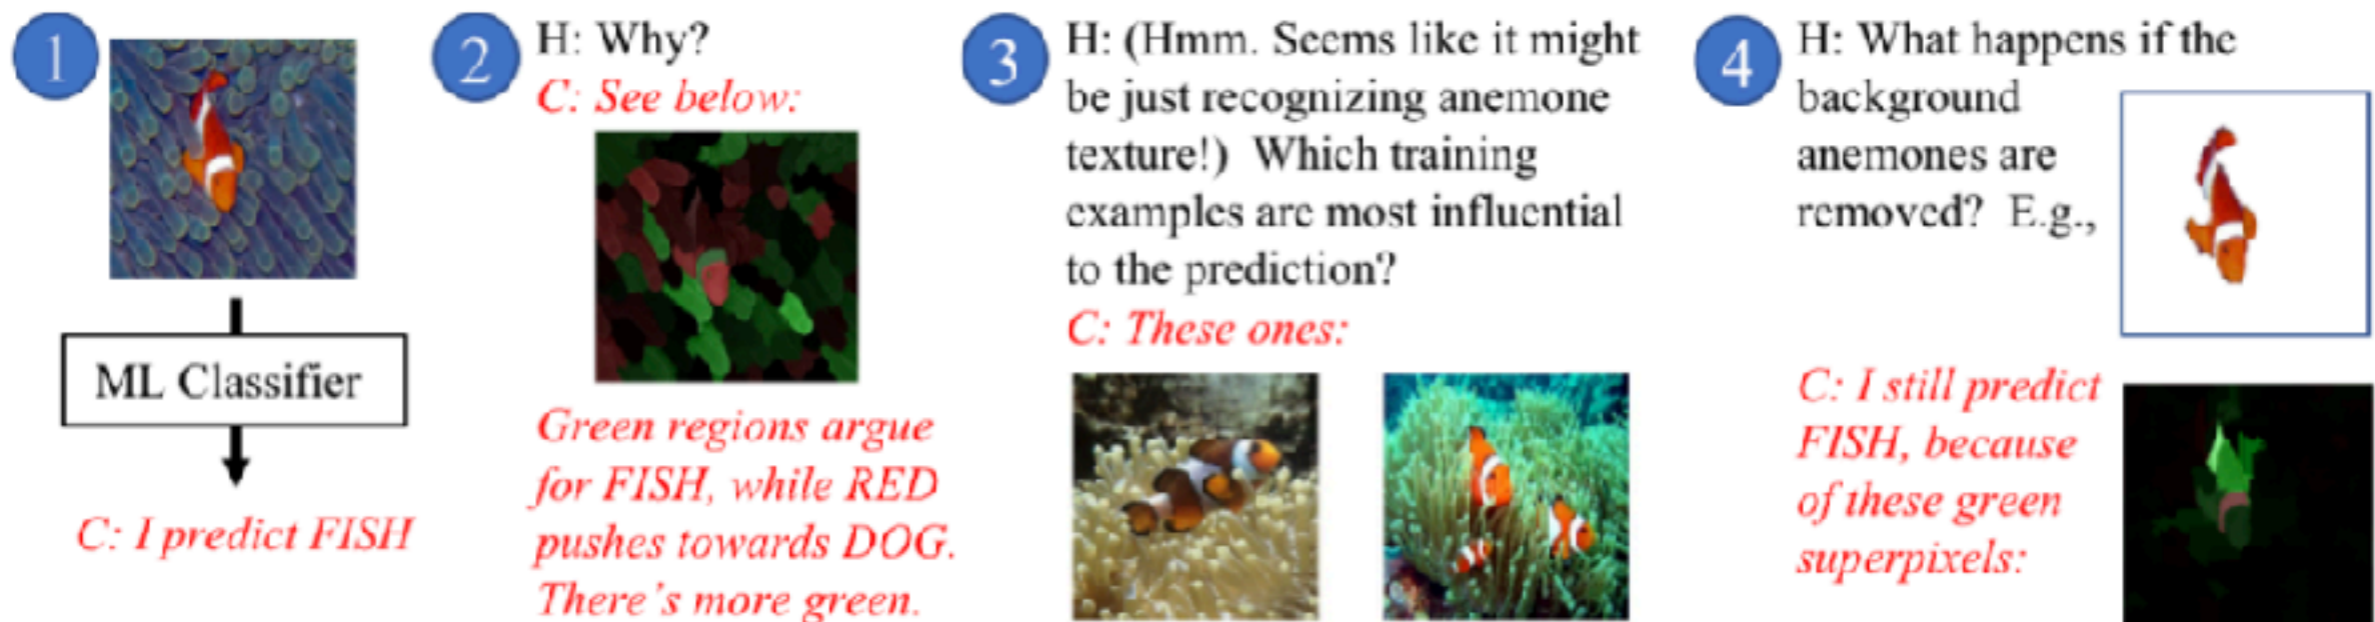 1
ML Classifier
C: I predict FISH
2
H: Why?
C: See below:
Green regions argue
for FISH, while RED
pushes towards DOG.
There's more green.
3
H: (Hmm. Seems like it might
be just recognizing anemone
texture!) Which training
examples are most influential
to the prediction?
C: These ones:
4
H: What happens if the
background
anemones are
removed? E.g.,
C: I still predict
FISH, because
of these green
superpixels: